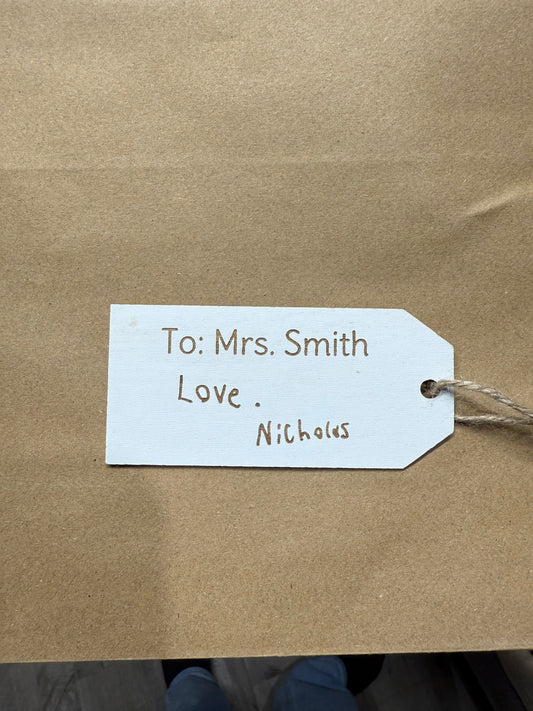 To: Mrs. Smith
Love.
Nicholas